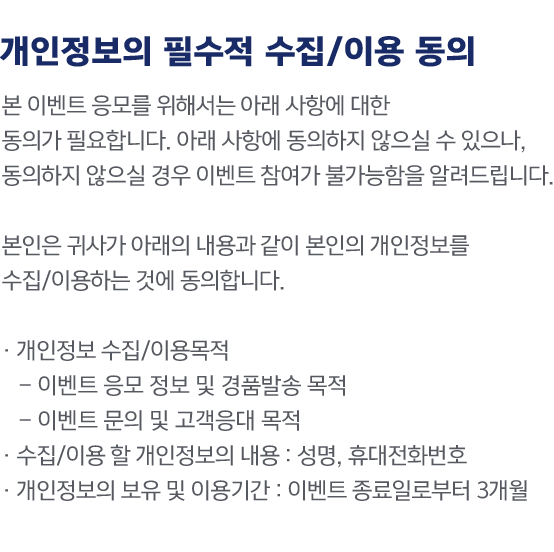 개인정보의 필수적 수집/이용 동의
본 이벤트 응모를 위해서는 아래 사항에 대한
동의가 필요합니다. 아래 사항에 동의하지 않으실 수 있으나,
동의하지 않으실 경우 이벤트 참여가 불가능함을 알려드립니다.
본인은 귀사가 아래의 내용과 같이 본인의 개인정보를
수집/이용하는 것에 동의합니다.
· 개인정보 수집/이용목적
– 이벤트 응모 정보 및 경품발송 목적
– 이벤트 문의 및 고객응대 목적
· 수집/이용 할 개인정보의 내용 : 성명, 휴대전화번호
· 개인정보의 보유 및 이용기간 : 이벤트 종료일로부터 3개월